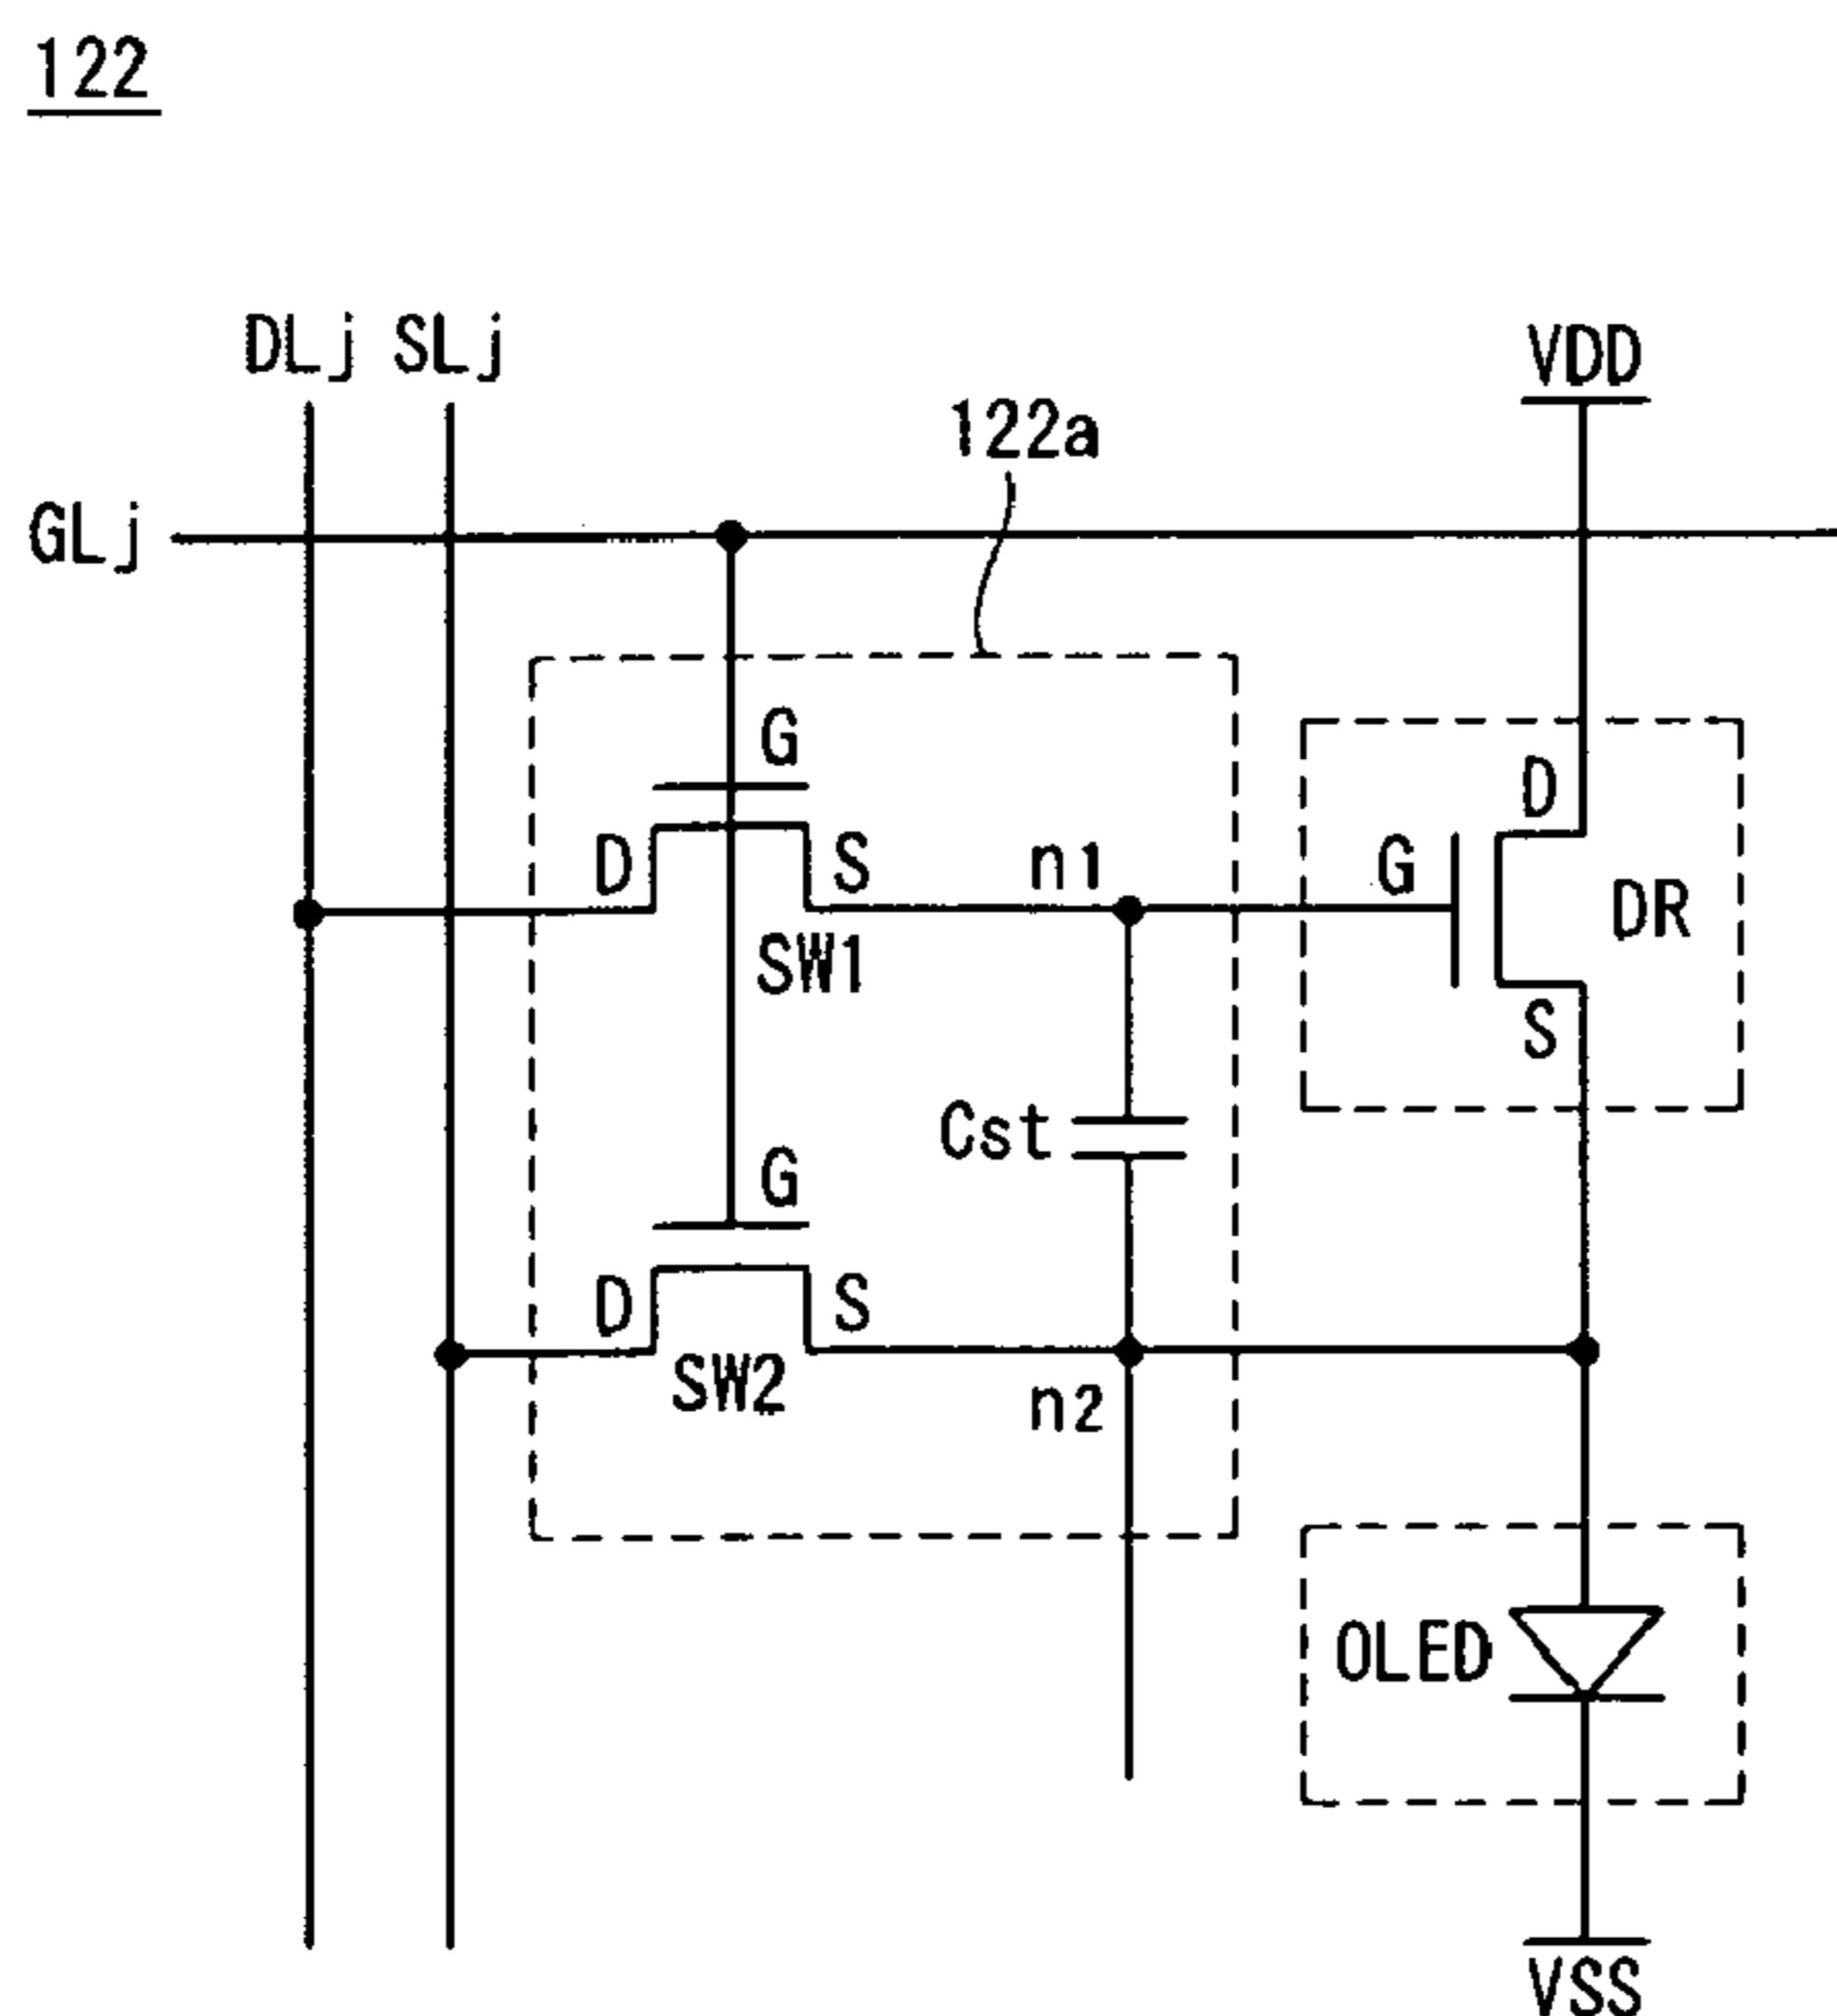 122
DLj SLj
VDD
122a
GLj
G
D
D S n1 G
DR
SW1
S
Cst
G
D S
SW2 n2
OLED
VSS